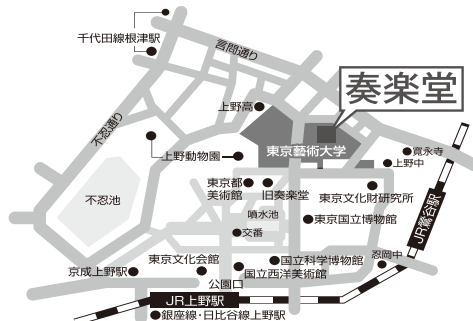 千代田線根津駅
言問通り
奏楽堂
上野高
不忍通り
東京藝術大学
寛永寺
上野中
上野動物園
東京都
美術館
旧奏楽堂
東京文化財研究所
不忍池
噴水池
東京国立博物館
交番
JR鶯谷駅
忍岡中
東京文化会館
国立科学博物館
京成上野駅
国立西洋美術館
公園口
JR上野駅
銀座線・日比谷線上野駅